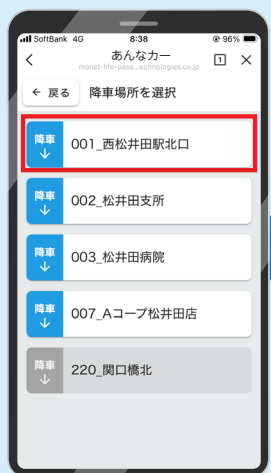 SoftBank 4G 8:38 96%
あんなカー 1
monet-life-pass...echnologies.co.jp
← 戻る 降車場所を選択
降車 001_西松井田駅北口
↓
降車 002_松井田支所
↓
降車 003_松井田病院
↓
降車 007_Aコープ松井田店
↓
降車 220_関口橋北
↓